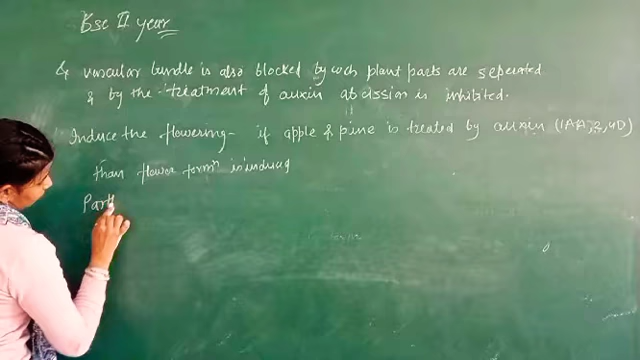 Bsc II year
& vascular bundle is also blocked by which plant parts are seperated
& by the treatment of auxin abscission is inhibited.
Induce the flowering - if apple & pine is treated by auxin (IAA, 2, 4D)
than flower formⁿ is induced
Part